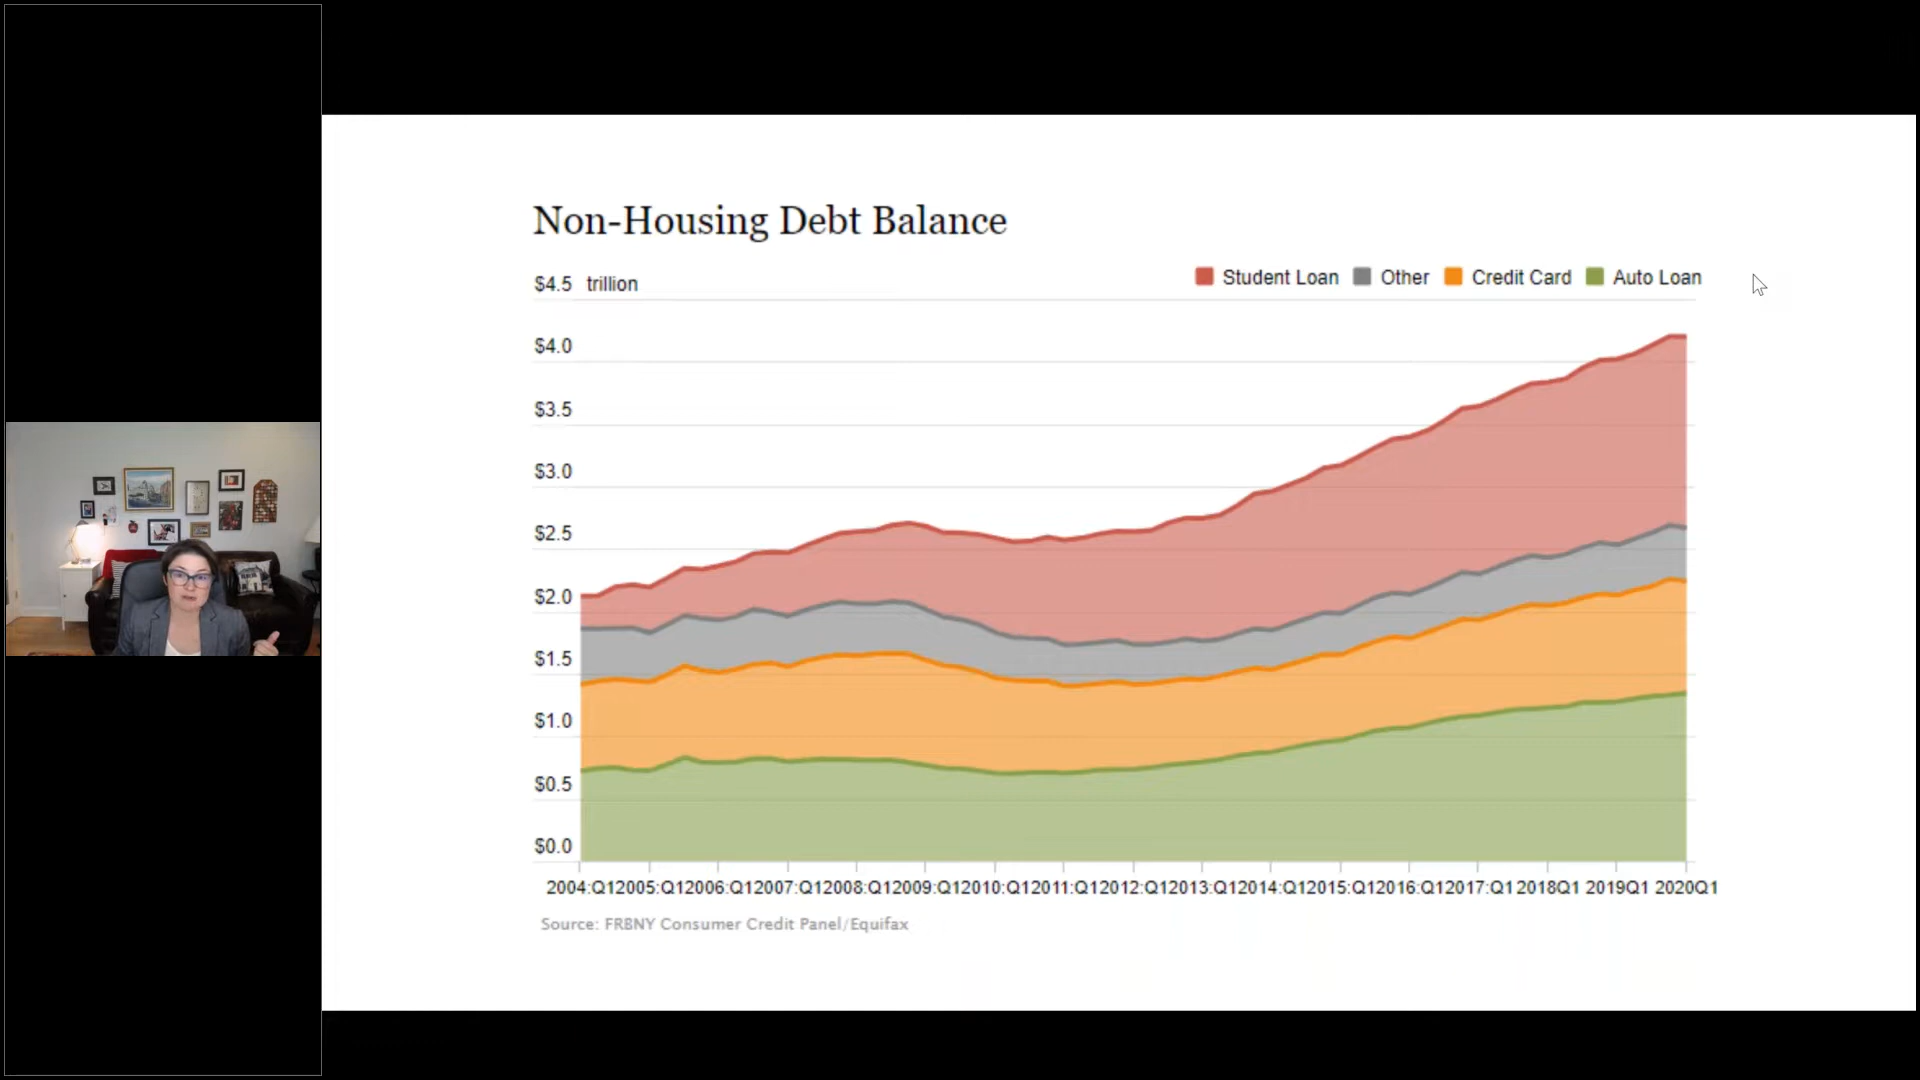 Non-Housing Debt Balance
$4.5 trillion
Student Loan Other Credit Card Auto Loan
$4.0
$3.5
$3.0
$2.5
$2.0
$1.5
$1.0
$0.5
$0.0
2004:Q12005:Q12006:Q12007:Q12008:Q12009:Q12010:Q12011:Q12012:Q12013:Q12014:Q12015:Q12016:Q12017:Q12018Q1 2019Q1 2020Q1
Source: FRBNY Consumer Credit Panel/Equifax